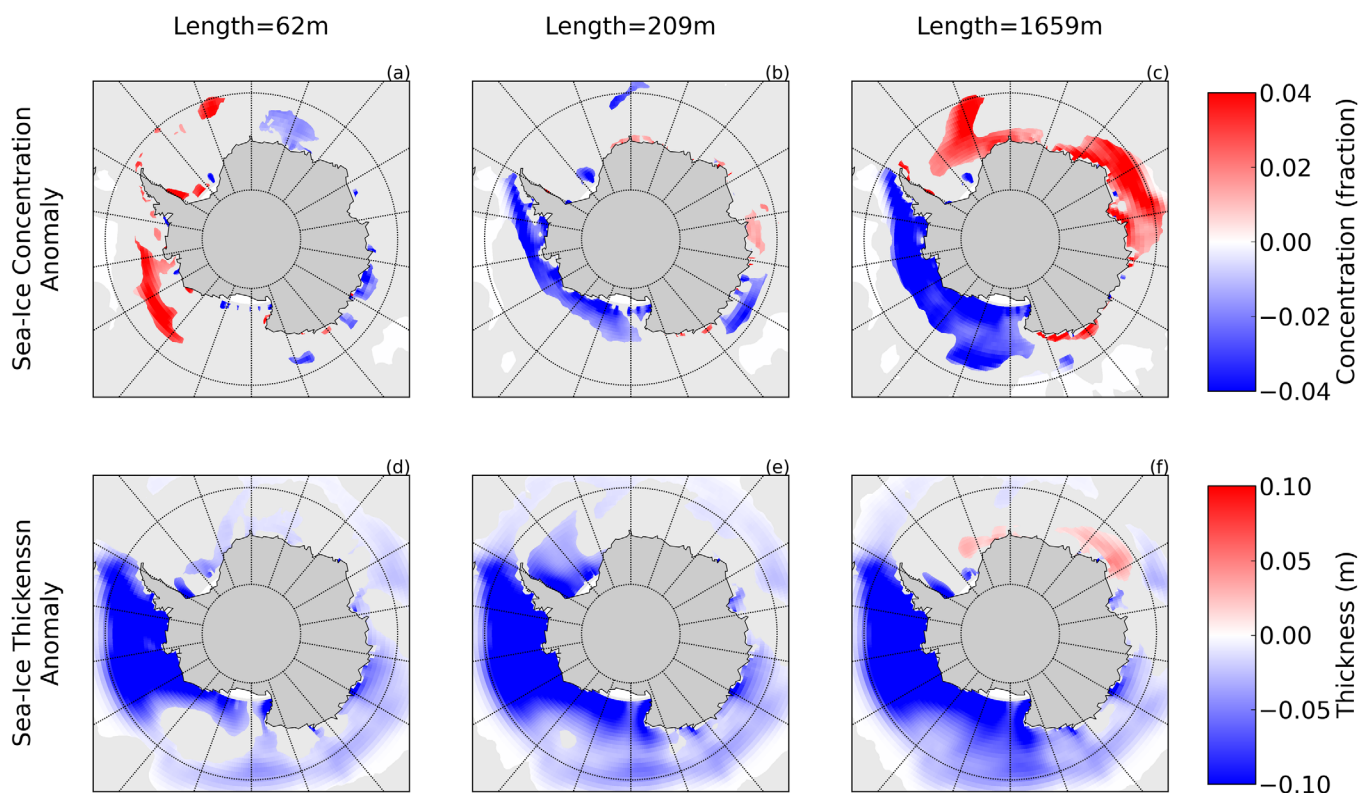 Length=62m
Length=209m
Length=1659m
(a)
(b)
(c)
Sea-Ice Concentration
Anomaly
0.04
0.02
0.00
−0.02
−0.04
Concentration (fraction)
(d)
(e)
(f)
Sea-Ice Thickenssn
Anomaly
0.10
0.05
0.00
−0.05
−0.10
Thickness (m)